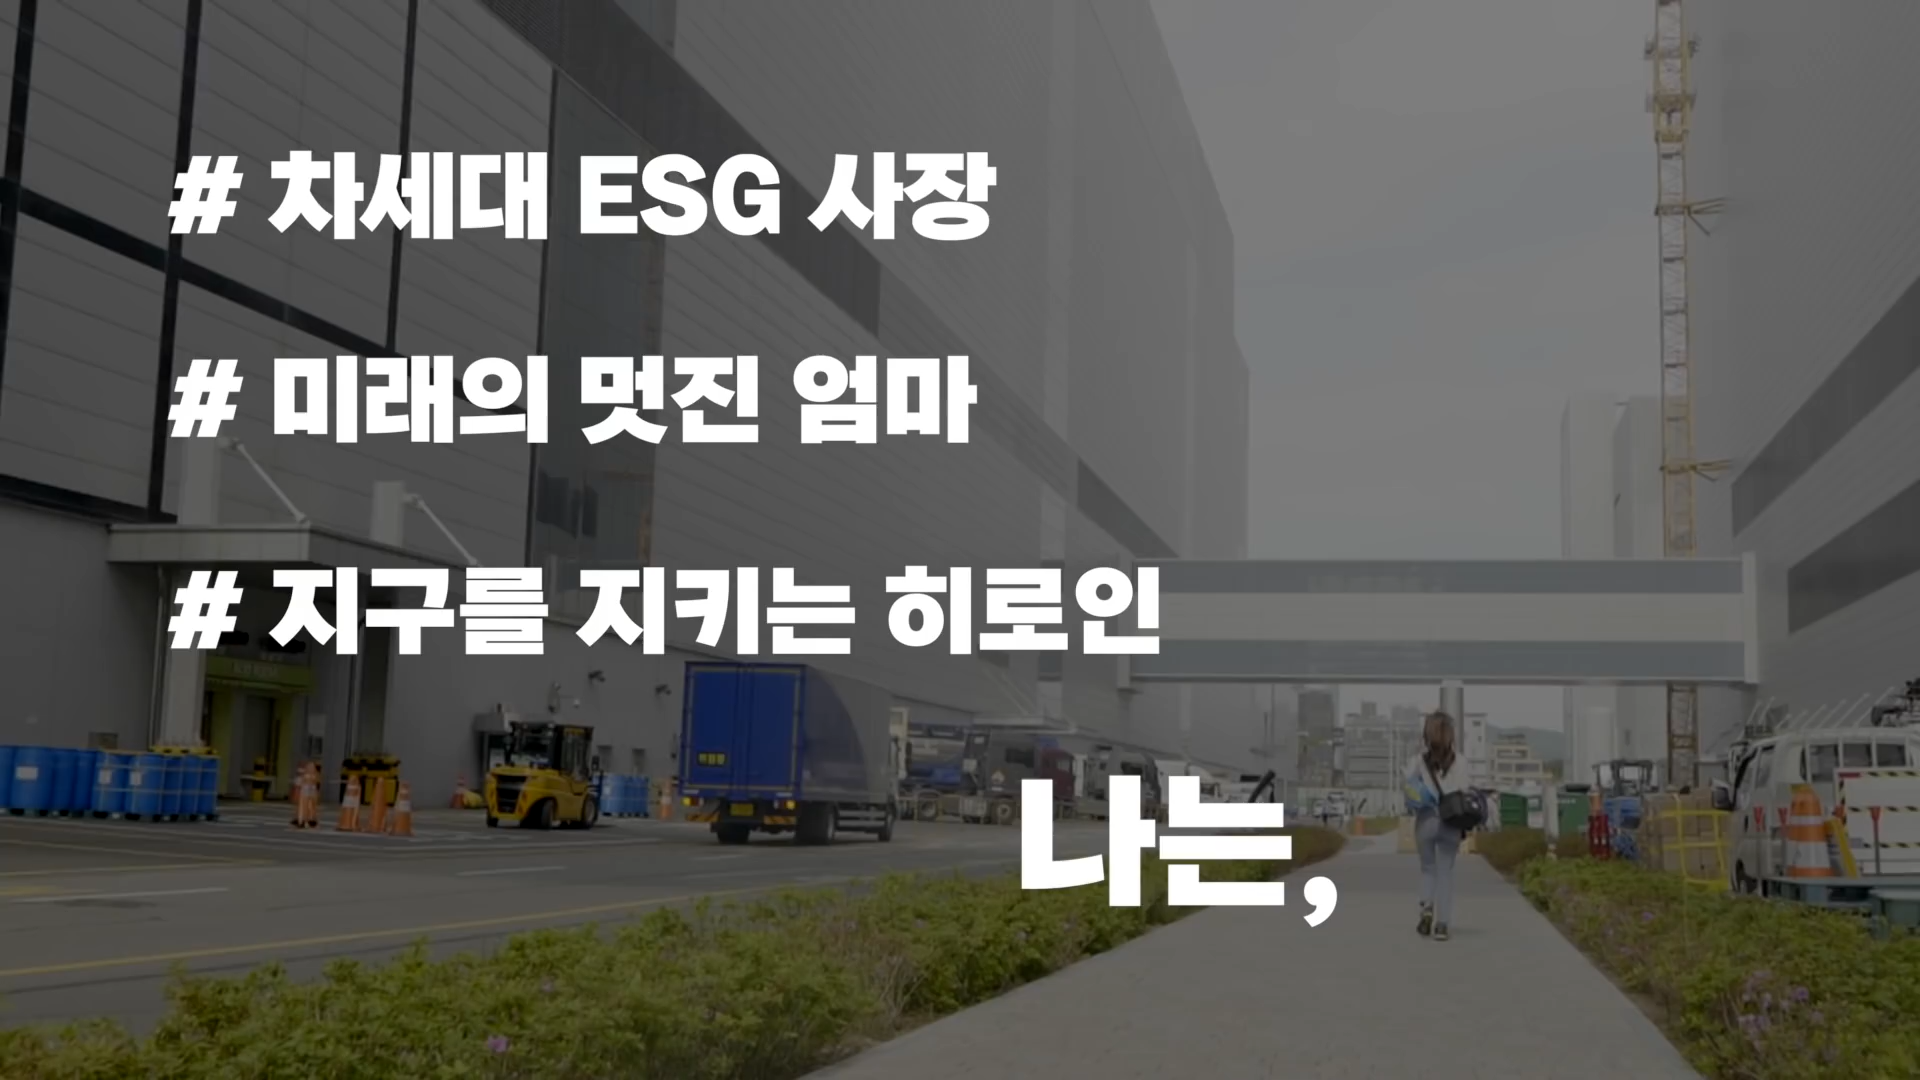 # 차세대 ESG 사장
# 미래의 멋진 엄마
# 지구를 지키는 히로인
나는,